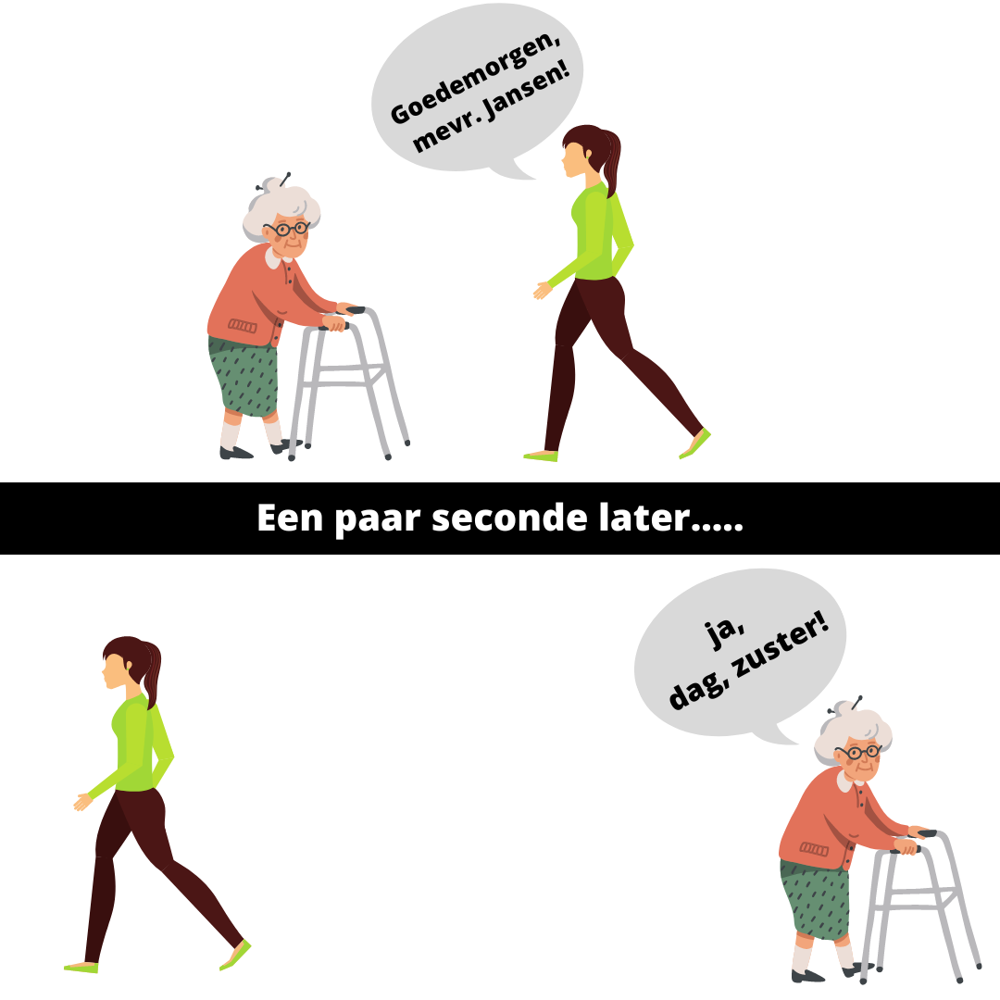 Goedemorgen,
mevr. Jansen!
Een paar seconde later.....
ja,
dag, zuster!